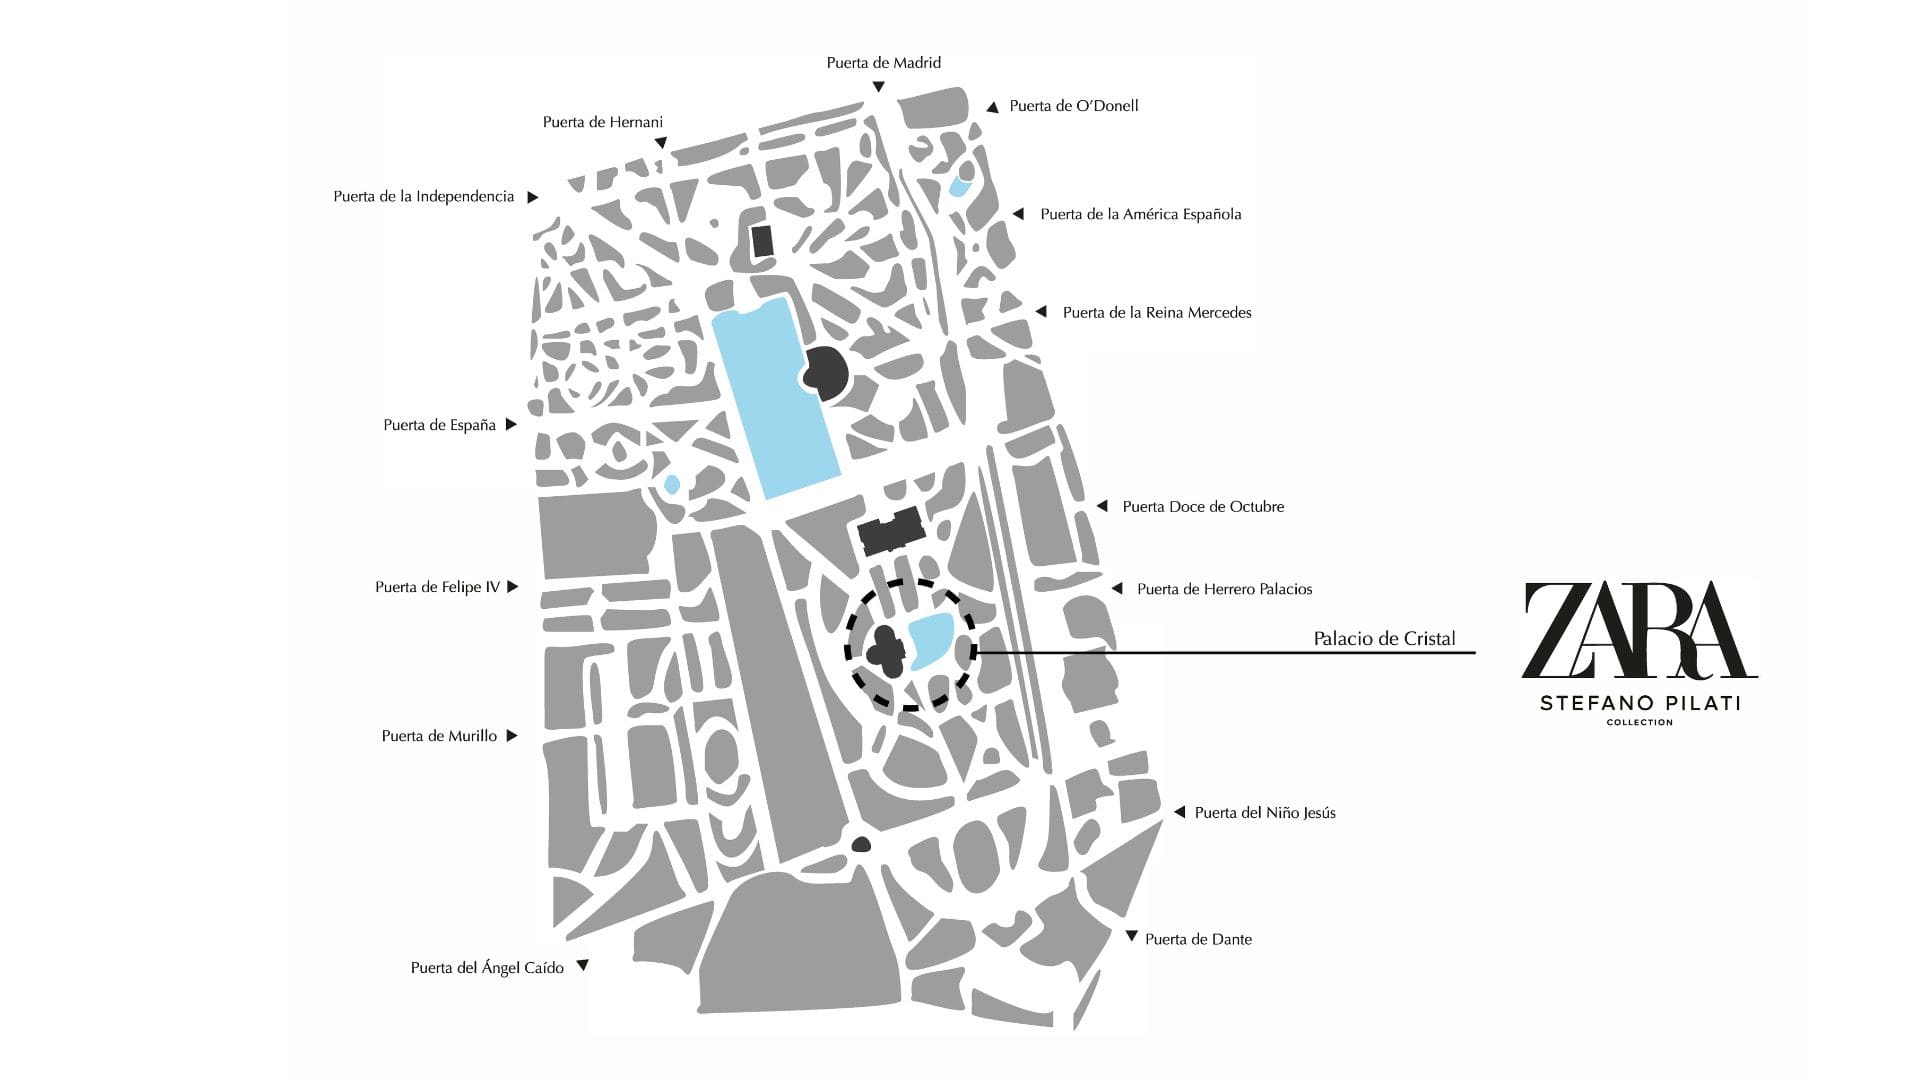 Puerta de Madrid
Puerta de O’Donell
Puerta de Hernani
Puerta de la Independencia
Puerta de la América Española
Puerta de la Reina Mercedes
Puerta de España
Puerta Doce de Octubre
Puerta de Felipe IV
Puerta de Herrero Palacios
Palacio de Cristal
ZARA
STEFANO PILATI
COLLECTION
Puerta de Murillo
Puerta del Niño Jesús
Puerta de Dante
Puerta del Ángel Caído